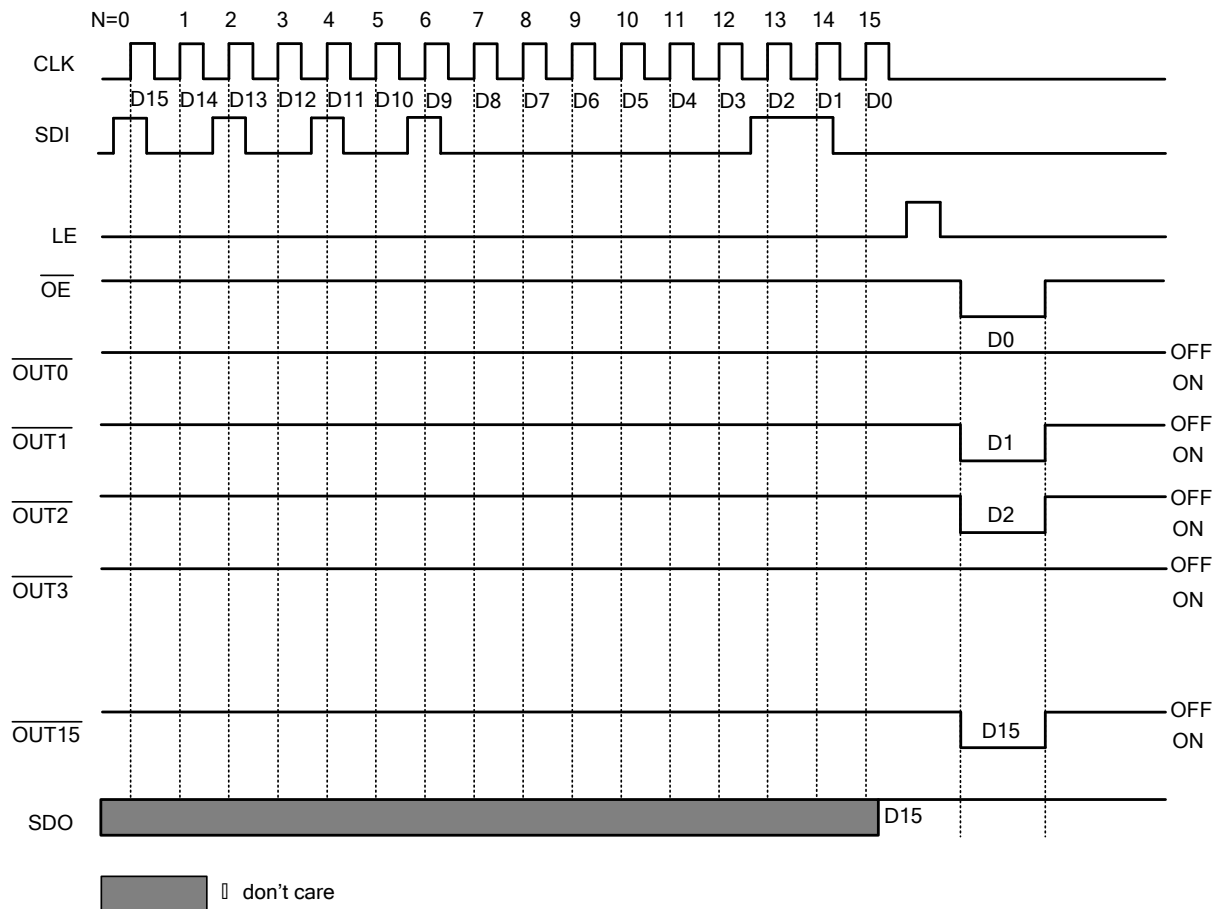 N=0 1 2 3 4 5 6 7 8 9 10 11 12 13 14 15
CLK
D15 D14 D13 D12 D11 D10 D9 D8 D7 D6 D5 D4 D3 D2 D1 D0
SDI
LE
OE
D0
OUT0
OFF
ON
OUT1
D1
OFF
ON
OUT2
D2
OFF
ON
OUT3
OFF
ON
OUT15
D15
OFF
ON
SDO
D15
don't care